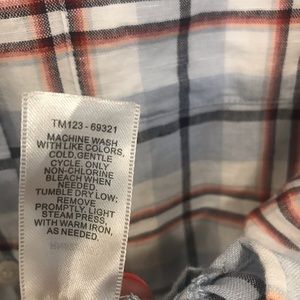 TM123 - 69321
MACHINE WASH
WITH LIKE COLORS,
COLD, GENTLE
CYCLE. ONLY
NON-CHLORINE
BLEACH WHEN
NEEDED.
TUMBLE DRY LOW;
REMOVE
PROMPTLY. LIGHT
STEAM PRESS,
WITH WARM IRON,
AS NEEDED.